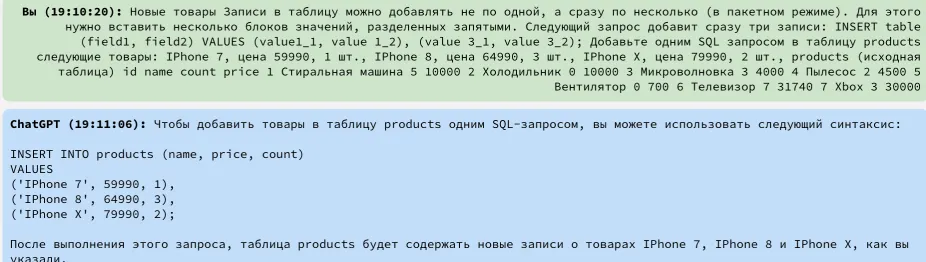 Вы (19:10:20): Новые товары Записи в таблицу можно добавлять не по одной, а сразу по несколько (в пакетном режиме). Для этого
нужно вставить несколько блоков значений, разделенных запятыми. Следующий запрос добавит сразу три записи: INSERT table
(field1, field2) VALUES (value1_1, value 1_2), (value 3_1, value 3_2); Добавьте одним SQL запросом в таблицу products
следующие товары: IPhone 7, цена 59990, 1 шт., IPhone 8, цена 64990, 3 шт., IPhone X, цена 79990, 2 шт., products (исходная
таблица) id name count price 1 Стиральная машина 5 10000 2 Холодильник 0 10000 3 Микроволновка 3 4000 4 Пылесос 2 4500 5
Вентилятор 0 700 6 Телевизор 7 31740 7 Xbox 3 30000
ChatGPT (19:11:06): Чтобы добавить товары в таблицу products одним SQL-запросом, вы можете использовать следующий синтаксис:
INSERT INTO products (name, price, count)
VALUES
('IPhone 7', 59990, 1),
('IPhone 8', 64990, 3),
('IPhone X', 79990, 2);
После выполнения этого запроса, таблица products будет содержать новые записи о товарах IPhone 7, IPhone 8 и IPhone X, как вы
указали.